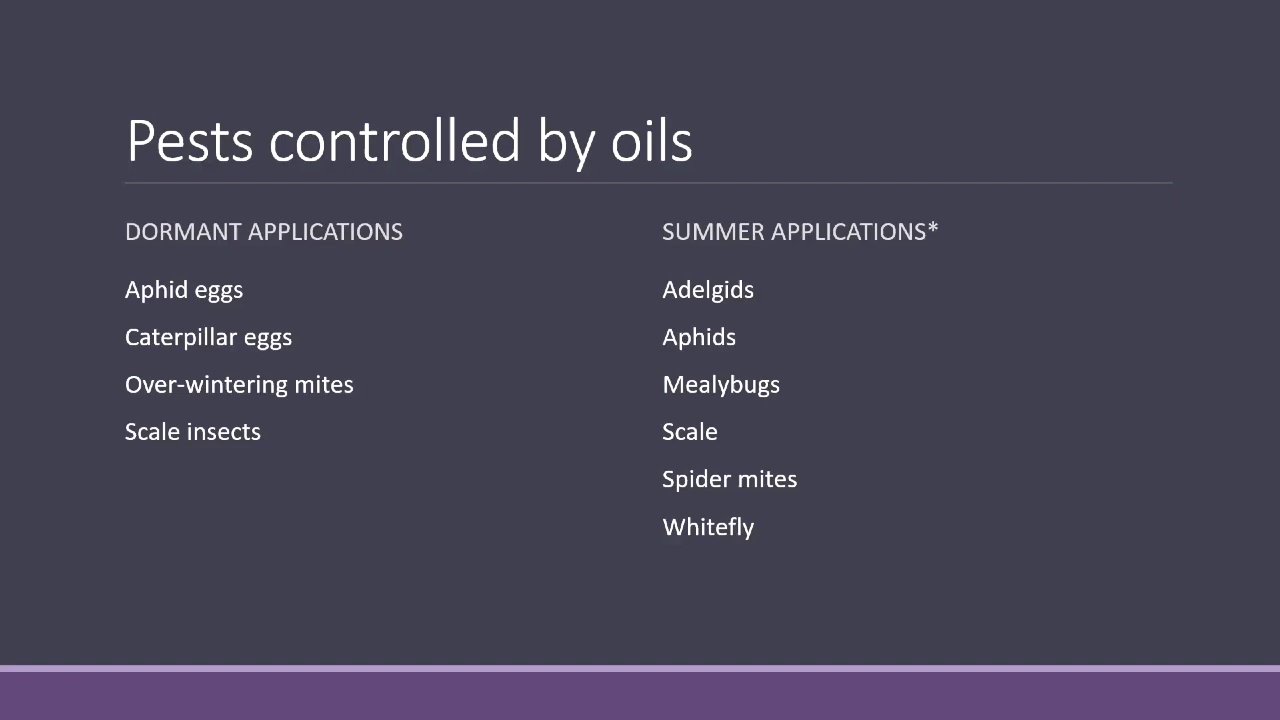 Pests controlled by oils
DORMANT APPLICATIONS
Aphid eggs
Caterpillar eggs
Over-wintering mites
Scale insects
SUMMER APPLICATIONS*
Adelgids
Aphids
Mealybugs
Scale
Spider mites
Whitefly